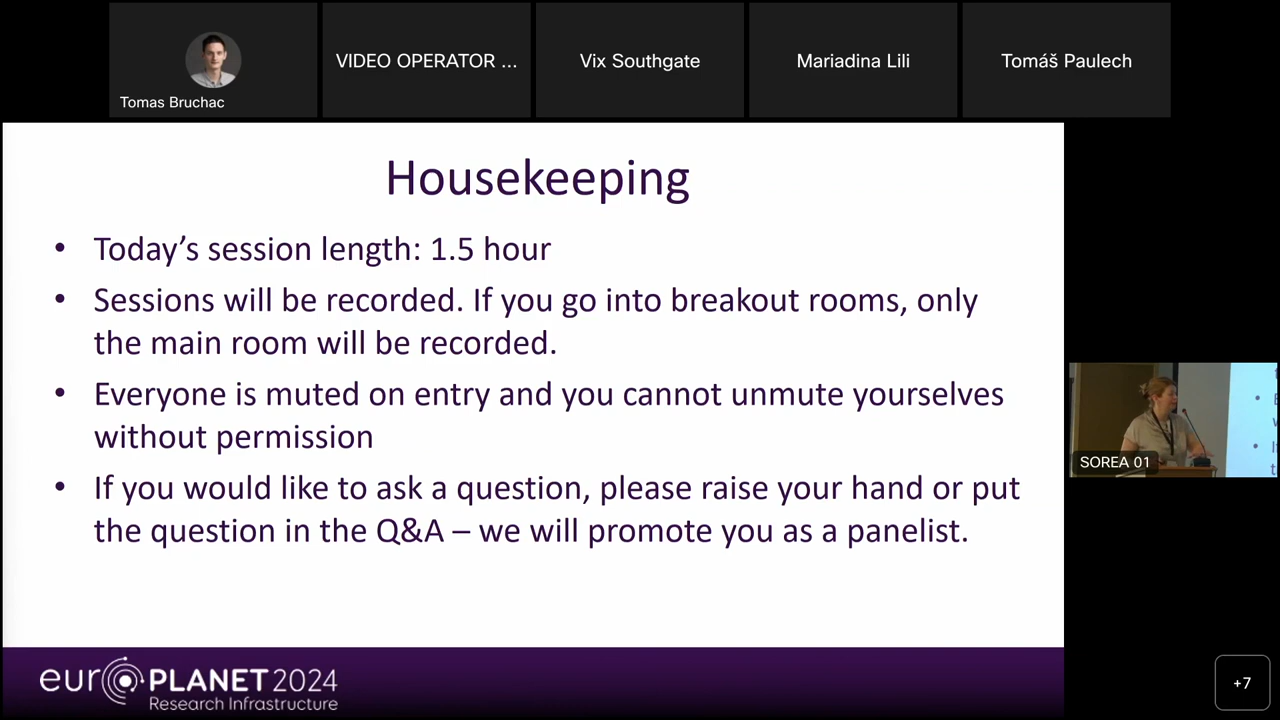 Tomas Bruchac
VIDEO OPERATOR ...
Vix Southgate
Mariadina Lili
Tomáš Paulech
Housekeeping
• Today’s session length: 1.5 hour
• Sessions will be recorded. If you go into breakout rooms, only
the main room will be recorded.
• Everyone is muted on entry and you cannot unmute yourselves
without permission
• If you would like to ask a question, please raise your hand or put
the question in the Q&A – we will promote you as a panelist.
SOREA 01
europlanet 2024
Research Infrastructure
+7